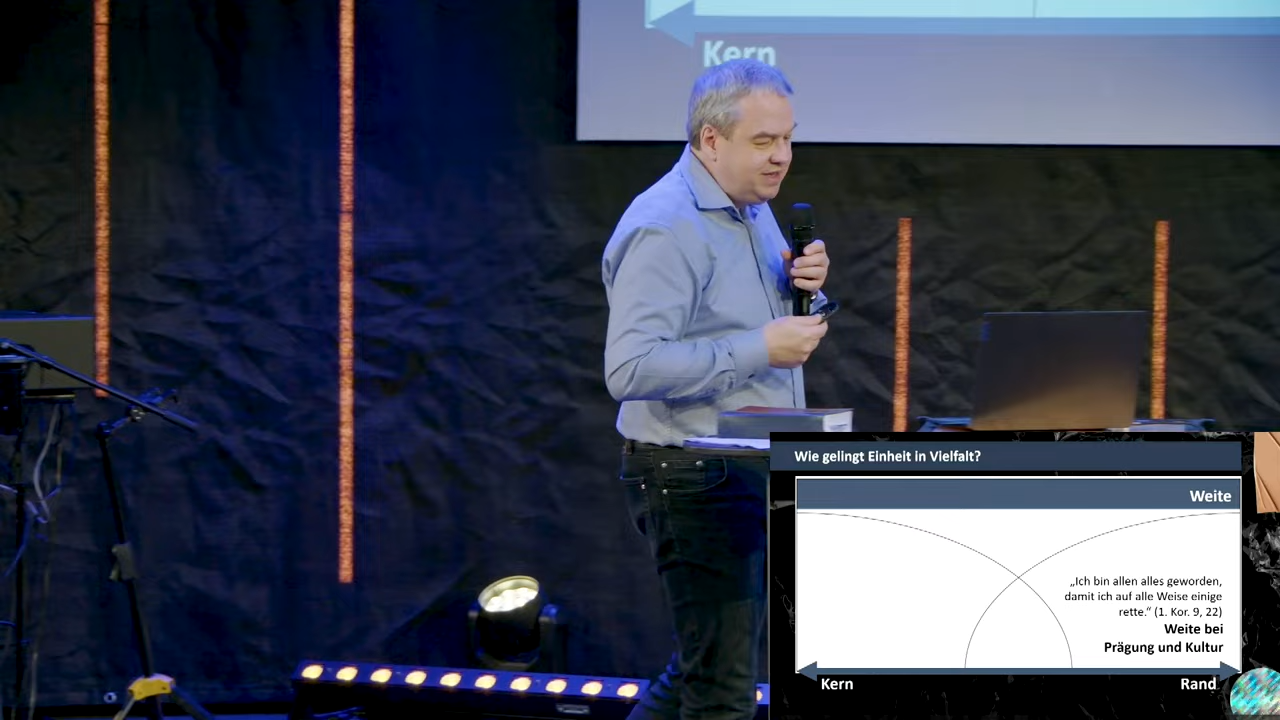 Kern
Wie gelingt Einheit in Vielfalt?
Weite
„Ich bin allen alles geworden,
damit ich auf alle Weise einige
rette.“ (1. Kor. 9, 22)
Weite bei
Prägung und Kultur
Kern
Rand